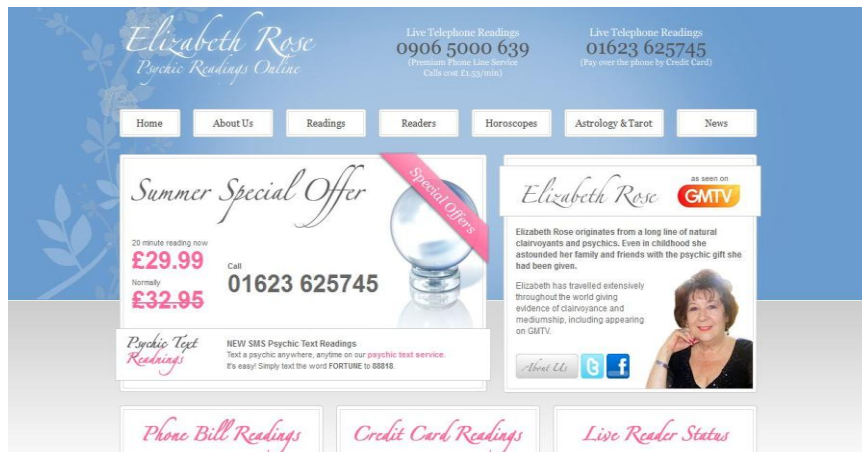 Elizabeth Rose
Psychic Readings Online
Live Telephone Readings
0906 5000 639
(Premium Phone Line Service
Calls cost £1.53/min)
Live Telephone Readings
01623 625745
(Pay over the phone by Credit Card)
Home
About Us
Readings
Readers
Horoscopes
Astrology & Tarot
News
Summer Special Offer
Special Offers
20 minute reading now
£29.99
Normally
£32.95
Call
01623 625745
Psychic Text
Readnings
NEW SMS Psychic Text Readings
Text a psychic anywhere, anytime on our psychic text service.
It's easy! Simply text the word FORTUNE to 88818.
Elizabeth Rose
as seen on
GMTV
Elizabeth Rose originates from a long line of natural
clairvoyants and psychics. Even in childhood she
astounded her family and friends with the psychic gift she
had been given.
Elizabeth has travelled extensively
throughout the world giving
evidence of clairvoyance and
mediumship, including appearing
on GMTV.
About Us
Phone Bill Readings
Credit Card Readings
Live Reader Status